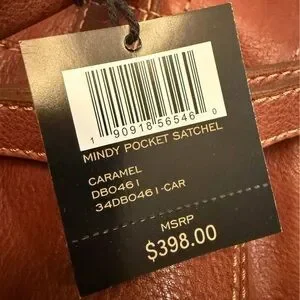 1 90918 56546 0
MINDY POCKET SATCHEL
CARAMEL
DB0461
34DB0461-CAR
MSRP
$398.00